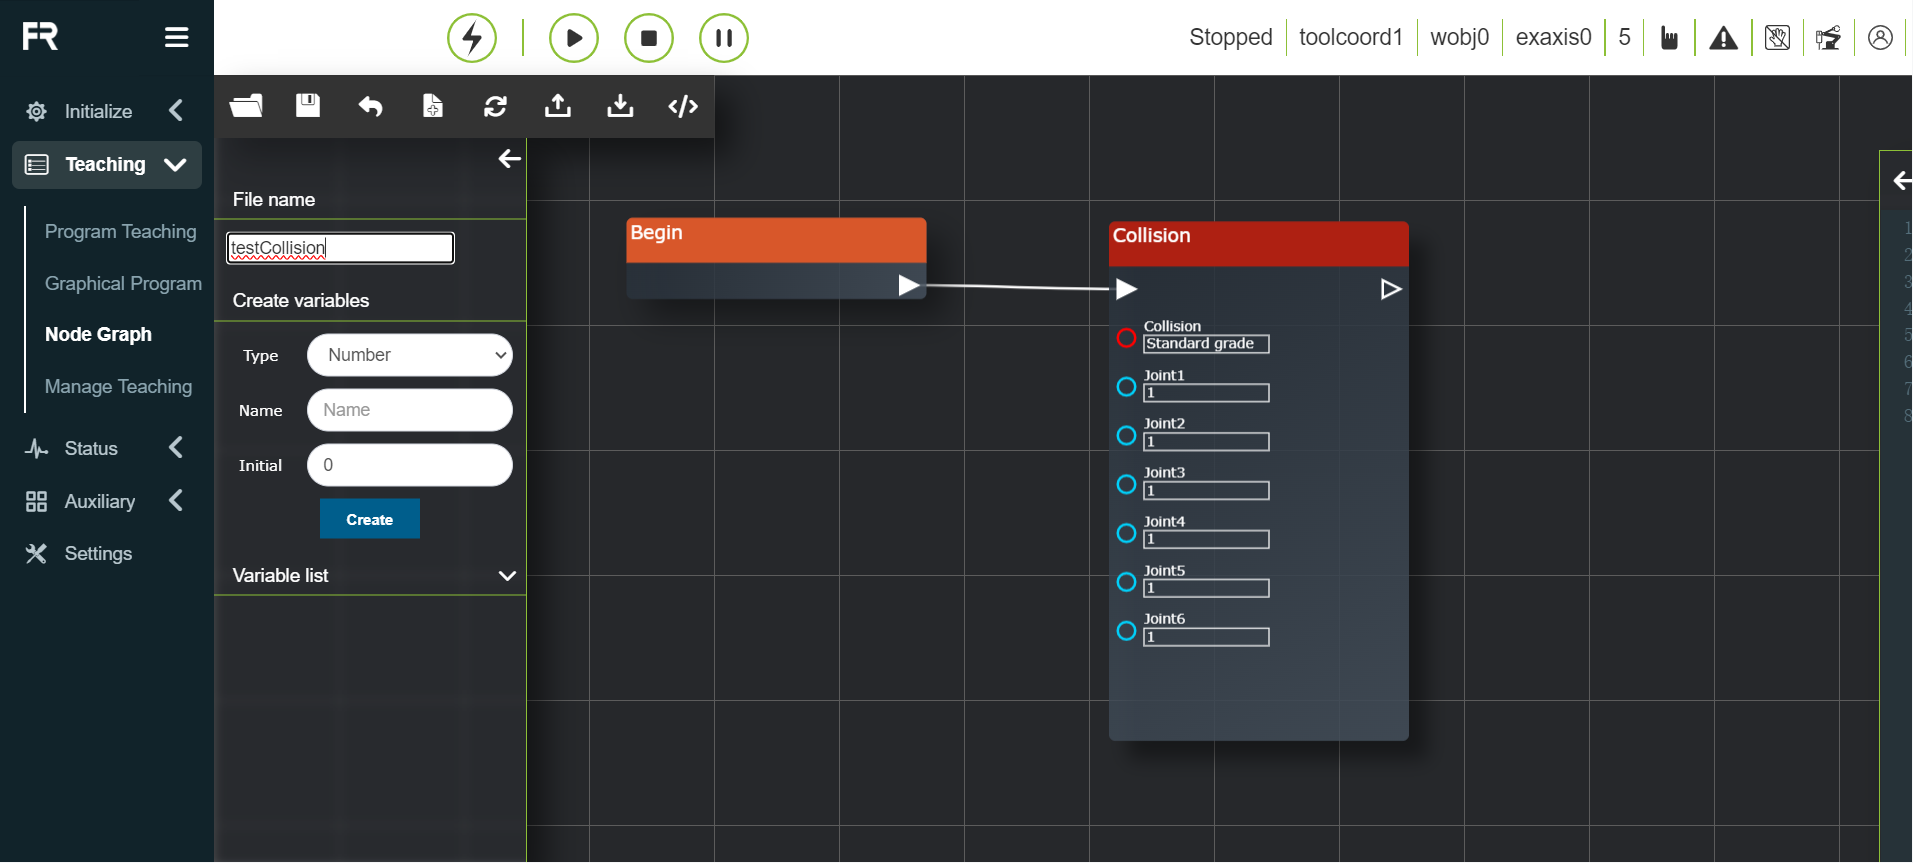 FR
Stopped
toolcoord1
wobj0
exaxis0
5
Initialize
Teaching
Program Teaching
Graphical Program
Node Graph
Manage Teaching
Status
Auxiliary
Settings
File name
testCollision
Create variables
Type
Number
Name
Name
Initial
0
Create
Variable list
Begin
Collision
Collision
Standard grade
Joint1
1
Joint2
1
Joint3
1
Joint4
1
Joint5
1
Joint6
1
1
2
3
4
5
6
7
8